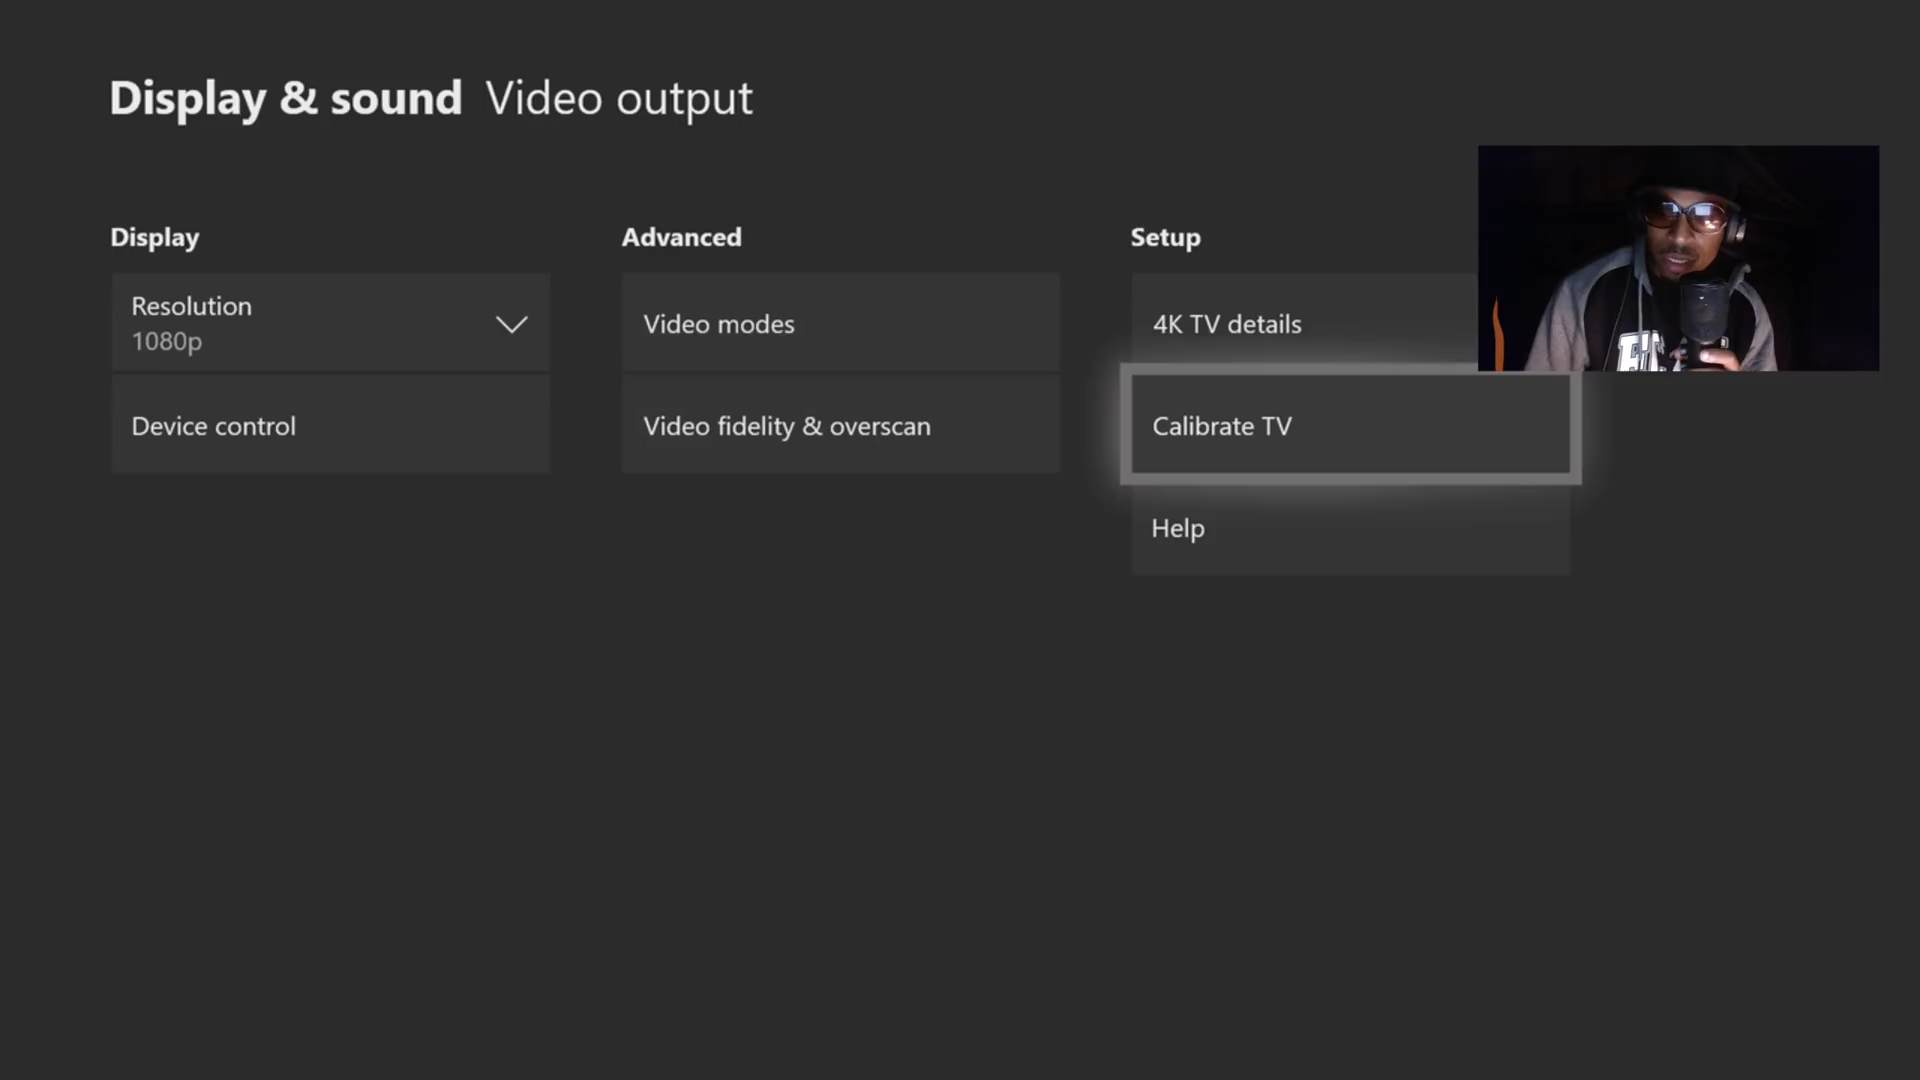 Display & sound Video output
Display
Resolution
1080p
Device control
Advanced
Video modes
Video fidelity & overscan
Setup
4K TV details
Calibrate TV
Help